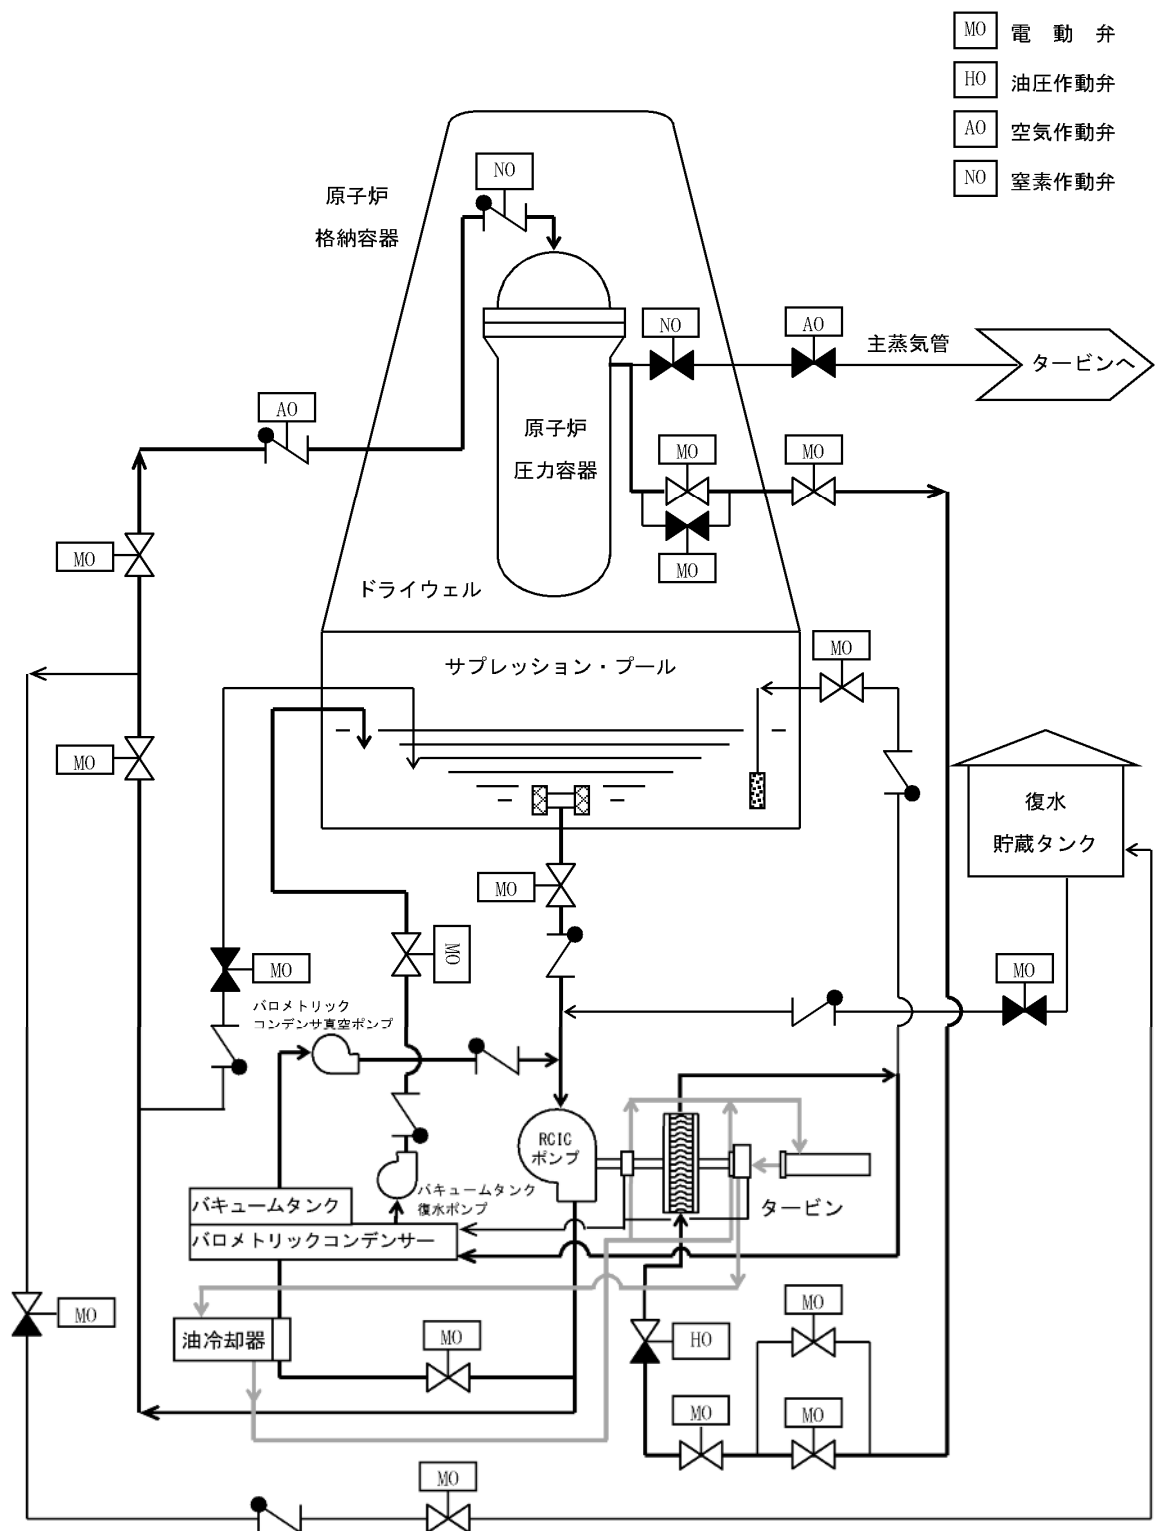 MO 電動弁
HO 油圧作動弁
AO 空気作動弁
NO 窒素作動弁
NO
原子炉
格納容器
NO
AO
主蒸気管
タービンへ
AO
原子炉
圧力容器
MO
MO
MO
MO
ドライウェル
MO
サプレッション・プール
MO
復水
貯蔵タンク
MO
MO
MO
MO
バロメトリック
コンデンサ真空ポンプ
RCIC
ポンプ
バキュームタンク
復水ポンプ
バキュームタンク
タービン
バロメトリックコンデンサー
MO
MO
油冷却器
MO
HO
MO
MO
MO